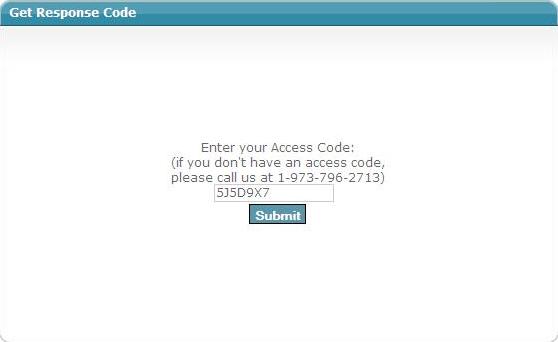 Get Response Code
Enter your Access Code:
(if you don't have an access code,
please call us at 1-973-796-2713)
5J5D9X7
Submit